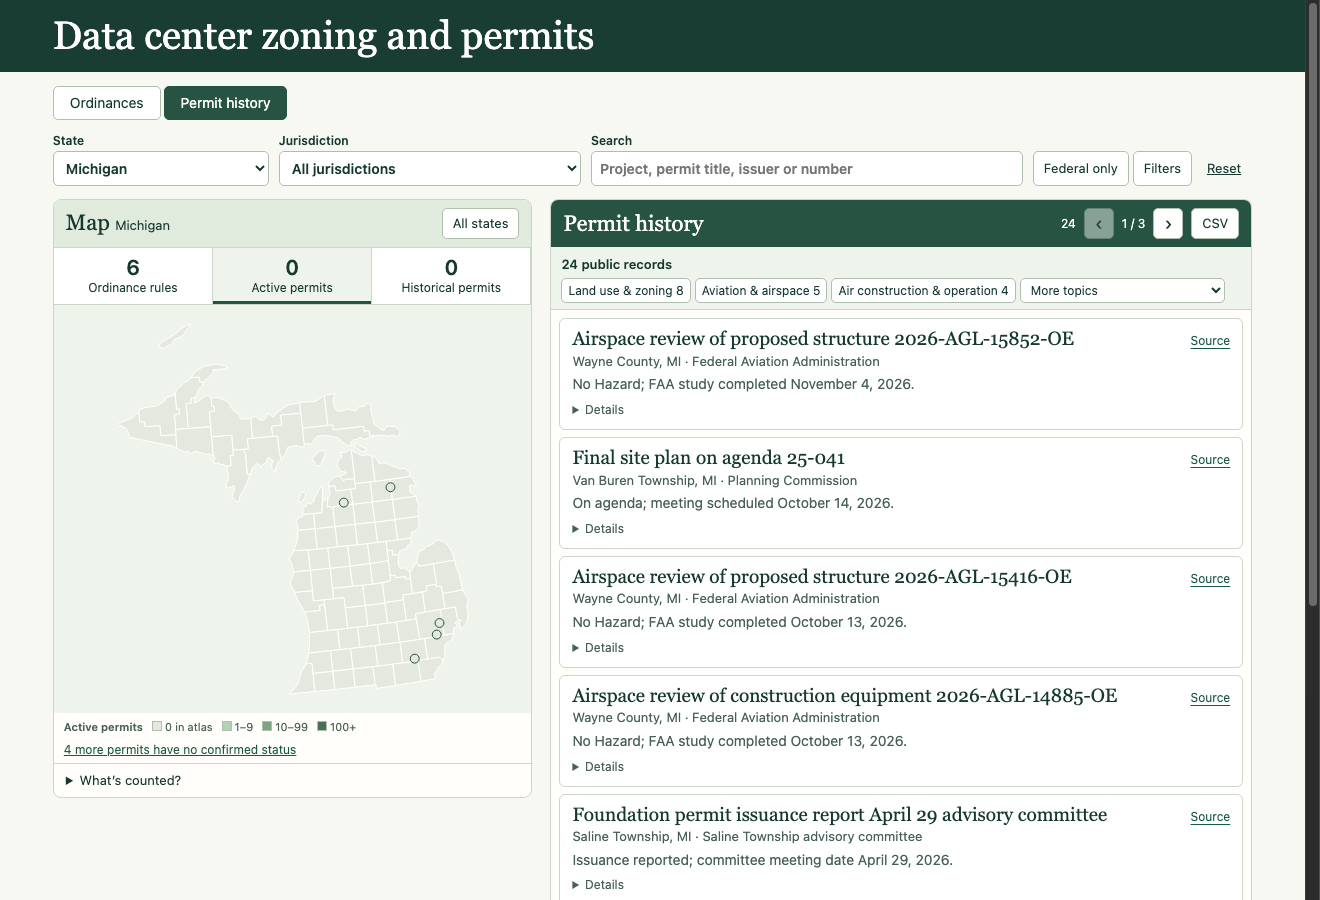 Data center zoning and permits
Ordinances
Permit history
State
Jurisdiction
Search
Michigan
All jurisdictions
Project, permit title, issuer or number
Federal only
Filters
Reset
Map Michigan
All states
6
Ordinance rules
0
Active permits
0
Historical permits
Active permits 0 in atlas 1–9 10–99 100+
4 more permits have no confirmed status
What's counted?
Permit history
24 ‹ 1 / 3 › CSV
24 public records
Land use & zoning 8
Aviation & airspace 5
Air construction & operation 4
More topics
Airspace review of proposed structure 2026-AGL-15852-OE
Source
Wayne County, MI · Federal Aviation Administration
No Hazard; FAA study completed November 4, 2026.
Details
Final site plan on agenda 25-041
Source
Van Buren Township, MI · Planning Commission
On agenda; meeting scheduled October 14, 2026.
Details
Airspace review of proposed structure 2026-AGL-15416-OE
Source
Wayne County, MI · Federal Aviation Administration
No Hazard; FAA study completed October 13, 2026.
Details
Airspace review of construction equipment 2026-AGL-14885-OE
Source
Wayne County, MI · Federal Aviation Administration
No Hazard; FAA study completed October 13, 2026.
Details
Foundation permit issuance report April 29 advisory committee
Source
Saline Township, MI · Saline Township advisory committee
Issuance reported; committee meeting date April 29, 2026.
Details